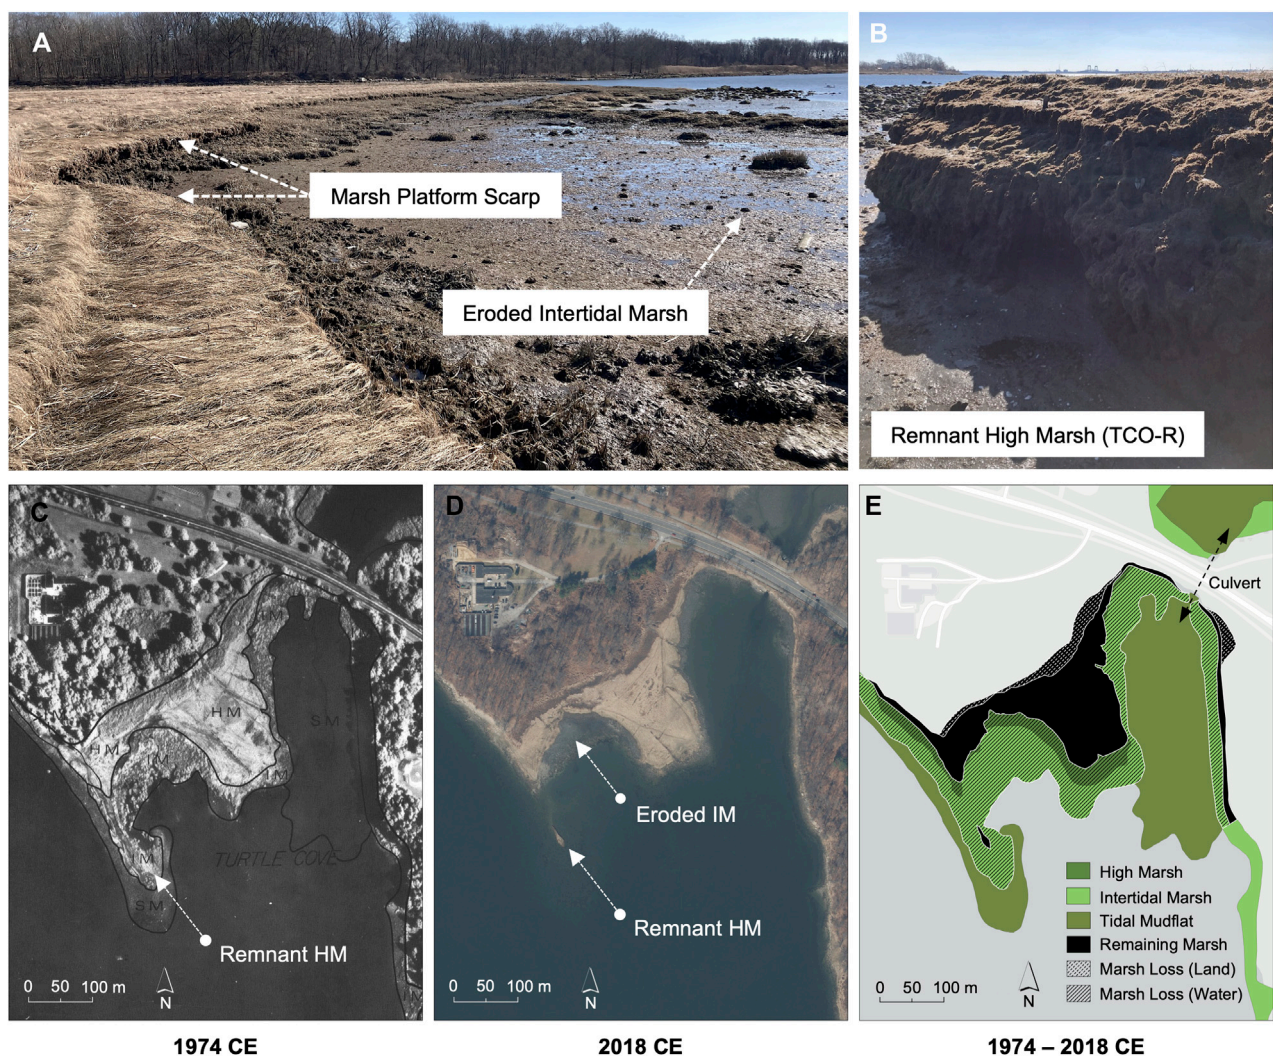 A
Marsh Platform Scarp
Eroded Intertidal Marsh
B
Remnant High Marsh (TCO-R)
C
HM
SM
HM
IM
IM
IM
TURTLE COVE
SM
Remnant HM
0 50 100 m
N
1974 CE
D
Eroded IM
Remnant HM
0 50 100 m
N
2018 CE
E
Culvert
High Marsh
Intertidal Marsh
Tidal Mudflat
Remaining Marsh
Marsh Loss (Land)
Marsh Loss (Water)
0 50 100 m
N
1974 – 2018 CE